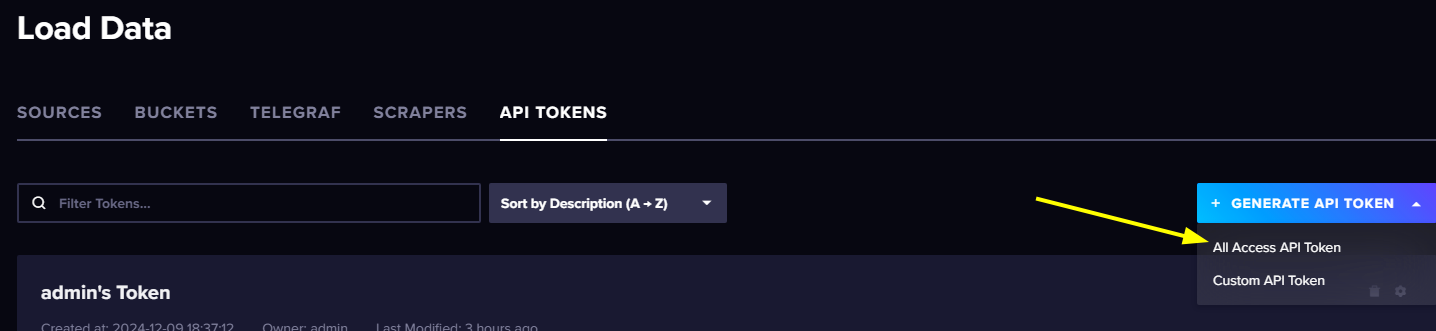 Load Data
SOURCES BUCKETS TELEGRAF SCRAPERS API TOKENS
Filter Tokens... Sort by Description (A → Z) + GENERATE API TOKEN
All Access API Token
admin's Token Custom API Token
Created at: 2024-12-09 18:37:12 Owner: admin Last Modified: 3 hours ago